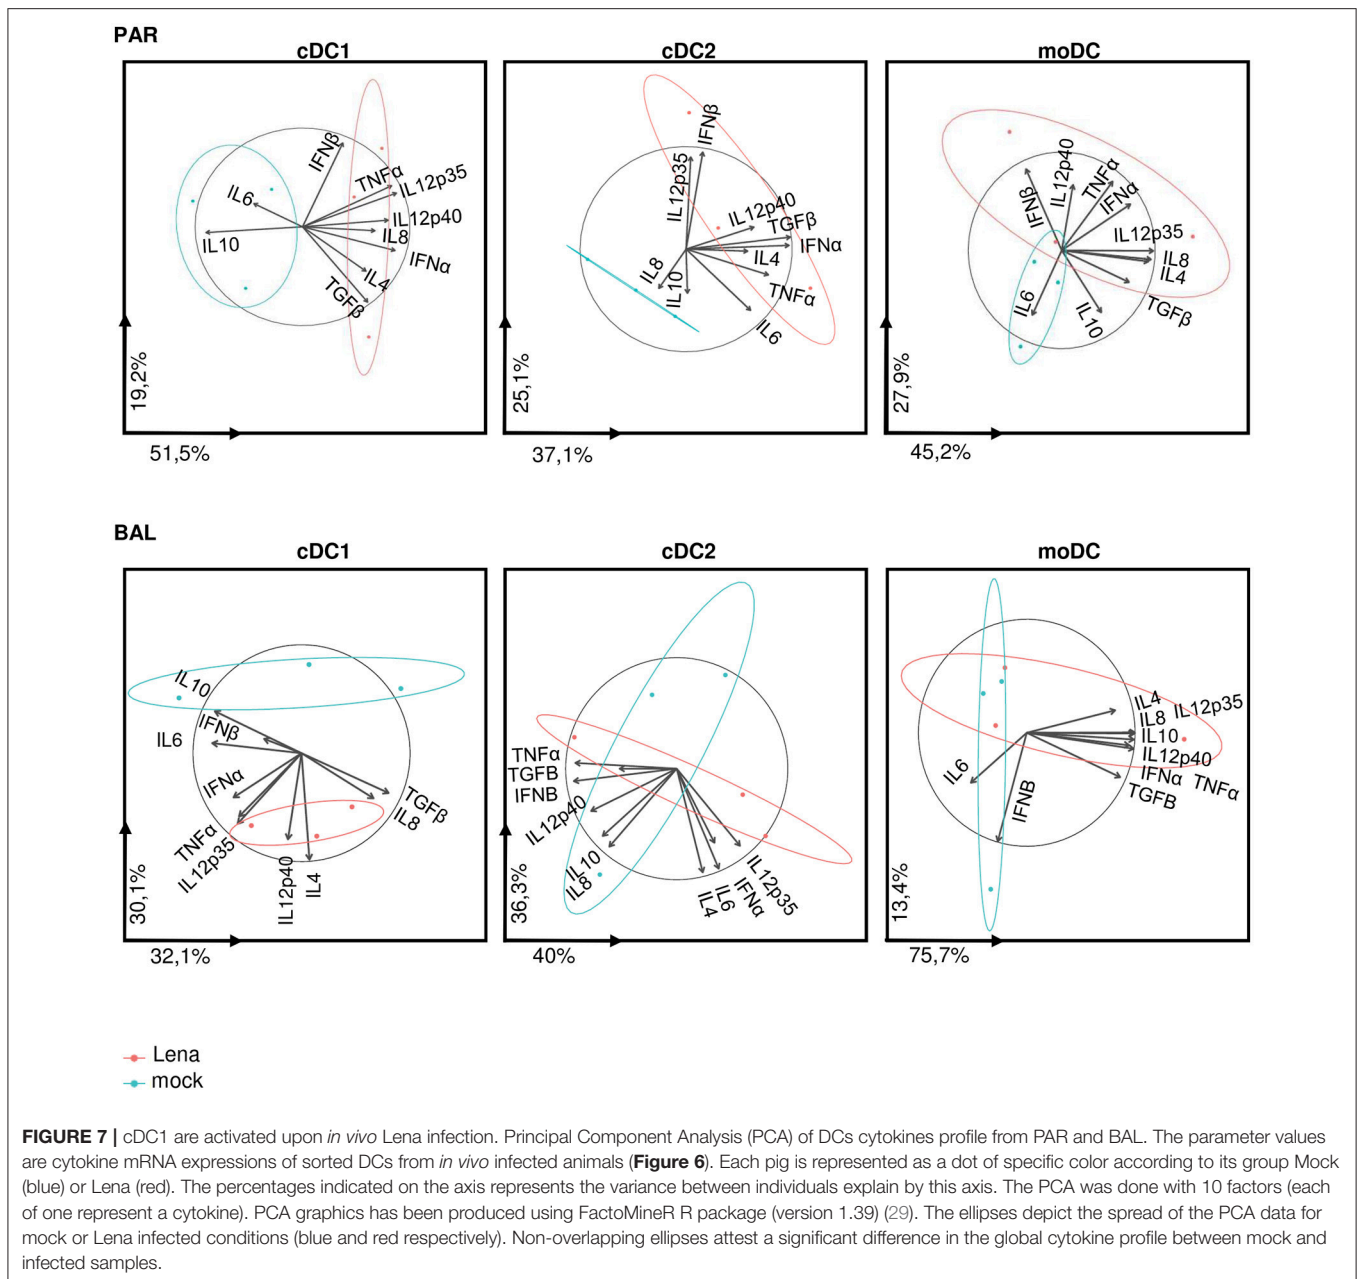 PAR
cDC1
cDC2
moDC
IFNβ
TNFα
IL12p35
IL6
IL12p40
IL8
IL10
IFNα
IL4
TGFβ
19,2%
51,5%
IFNβ
IL12p35
IL12p40
TGFβ
IFNα
IL4
IL8
IL10
TNFα
IL6
25,1%
37,1%
IL12p40
TNFα
IFNα
IFNβ
IL12p35
IL8
IL4
IL6
IL10
TGFβ
27,9%
45,2%
BAL
cDC1
cDC2
moDC
IL10
IFNβ
IL6
IFNα
TGFβ
IL8
TNFα
IL12p35
IL12p40
IL4
30,1%
32,1%
TNFα
TGFB
IFNB
IL12p40
IL10
IL8
IL4
IL6
IFNα
IL12p35
36,3%
40%
IL4
IL8 IL12p35
IL10
IL12p40
IFNα TNFα
TGFB
IL6
IFNB
13,4%
75,7%
Lena
mock
FIGURE 7 | cDC1 are activated upon in vivo Lena infection. Principal Component Analysis (PCA) of DCs cytokines profile from PAR and BAL. The parameter values
are cytokine mRNA expressions of sorted DCs from in vivo infected animals (Figure 6). Each pig is represented as a dot of specific color according to its group Mock
(blue) or Lena (red). The percentages indicated on the axis represents the variance between individuals explain by this axis. The PCA was done with 10 factors (each
of one represent a cytokine). PCA graphics has been produced using FactoMineR R package (version 1.39) (29). The ellipses depict the spread of the PCA data for
mock or Lena infected conditions (blue and red respectively). Non-overlapping ellipses attest a significant difference in the global cytokine profile between mock and
infected samples.